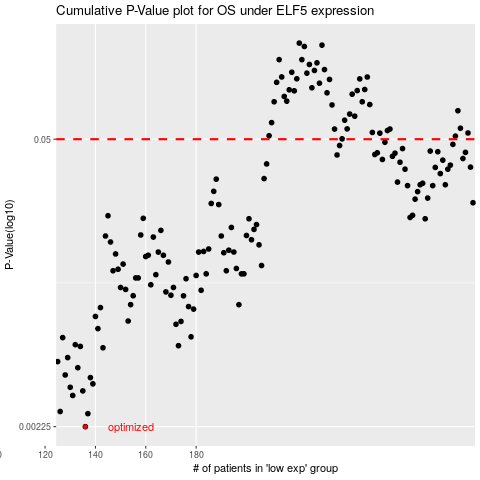 Cumulative P-Value plot for OS under ELF5 expression
P-Value(log10)
0.05
0.00225
optimized
0 120 140 160 180
# of patients in 'low exp' group